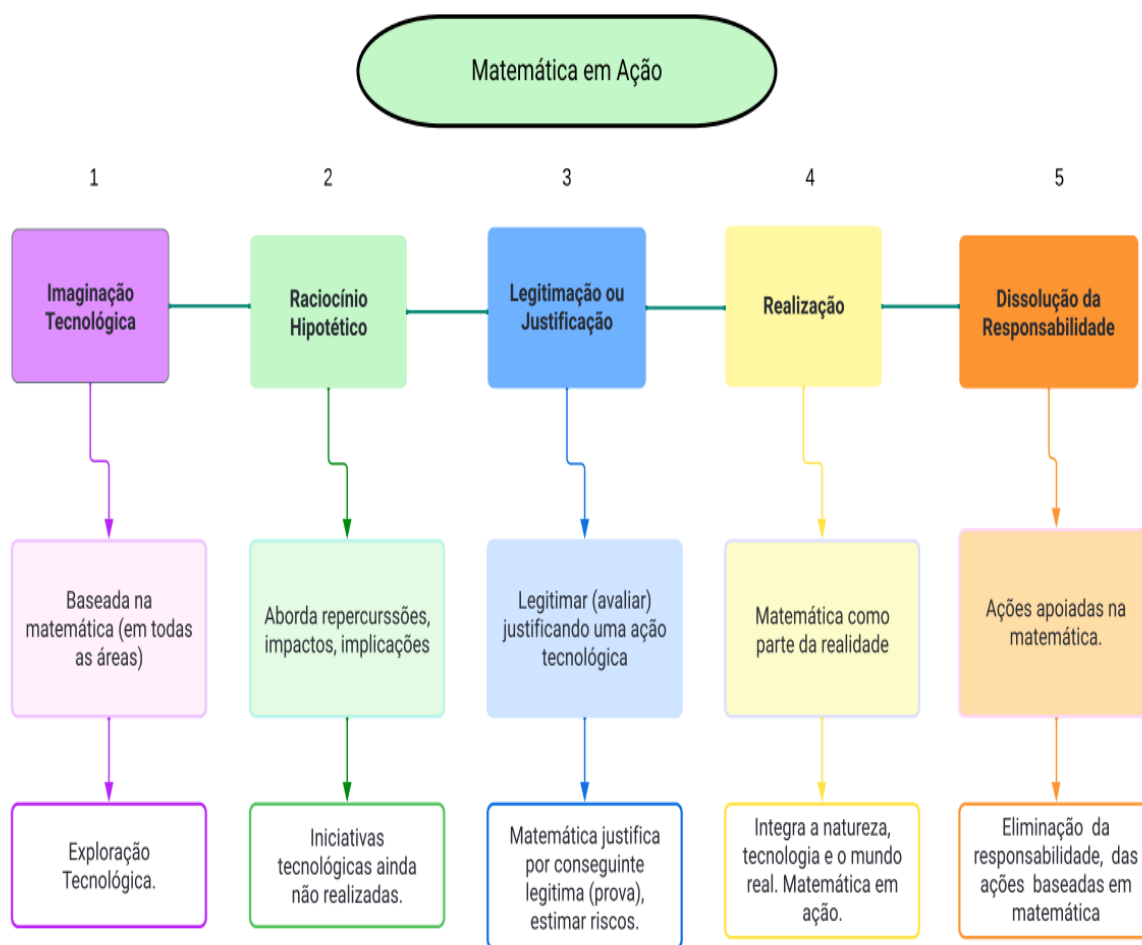 Matemática em Ação
1
2
3
4
5
Imaginação
Tecnológica
Raciocínio
Hipotético
Legitimação ou
Justificação
Realização
Dissolução da
Responsabilidade
Baseada na
matemática (em todas
as áreas)
Aborda repercurssões,
impactos, implicações
Legitimar (avaliar)
justificando uma ação
tecnológica
Matemática como
parte da realidade
Ações apoiadas na
matemática.
Exploração
Tecnológica.
Iniciativas
tecnológicas ainda
não realizadas.
Matemática justifica
por conseguinte
legitima (prova),
estimar riscos.
Integra a natureza,
tecnologia e o mundo
real. Matemática em
ação.
Eliminação da
responsabilidade, das
ações baseadas em
matemática